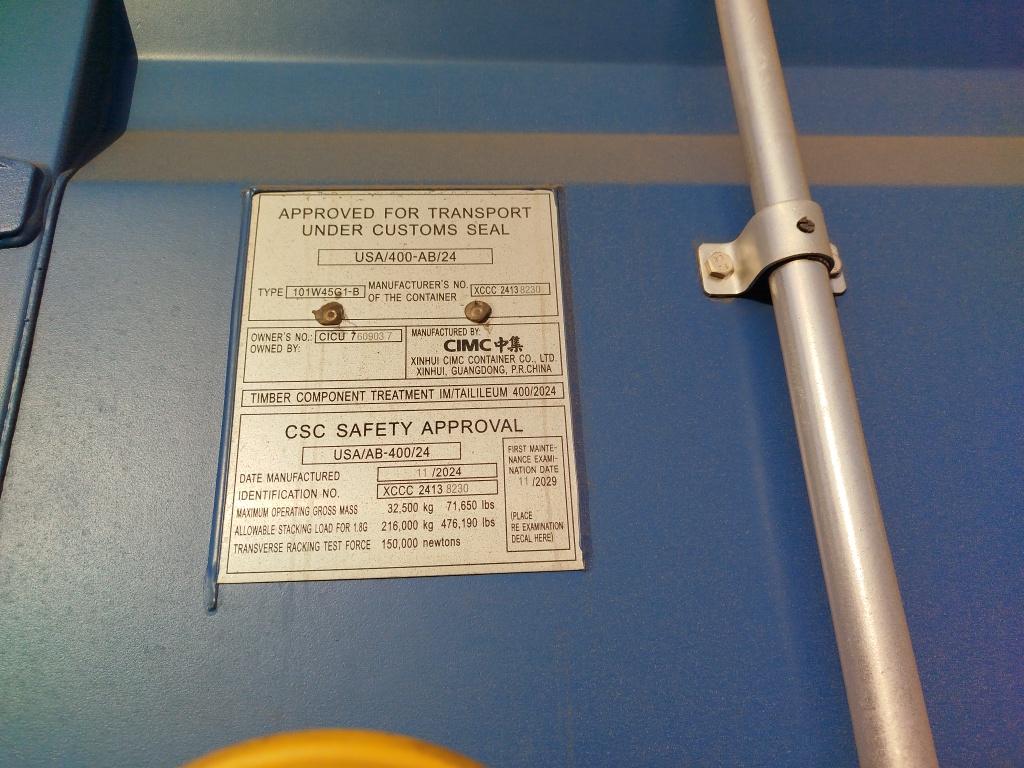 APPROVED FOR TRANSPORT
UNDER CUSTOMS SEAL
USA/400-AB/24
TYPE 101W45G1-B
MANUFACTURER'S NO.
OF THE CONTAINER
XCCC 2413 8230
OWNER'S NO.: CICU 760903 7
OWNED BY:
MANUFACTURED BY:
CIMC 中集
XINHUI CIMC CONTAINER CO., LTD.
XINHUI, GUANGDONG, P.R.CHINA
TIMBER COMPONENT TREATMENT IM/TAILILEUM 400/2024
CSC SAFETY APPROVAL
USA/AB-400/24
DATE MANUFACTURED 11 /2024
IDENTIFICATION NO. XCCC 2413 8230
MAXIMUM OPERATING GROSS MASS 32,500 kg 71,650 lbs
ALLOWABLE STACKING LOAD FOR 1.8G 216,000 kg 476,190 lbs
TRANSVERSE RACKING TEST FORCE 150,000 newtons
FIRST MAINTE-
NANCE EXAMI-
NATION DATE
11 /2029
(PLACE
RE EXAMINATION
DECAL HERE)